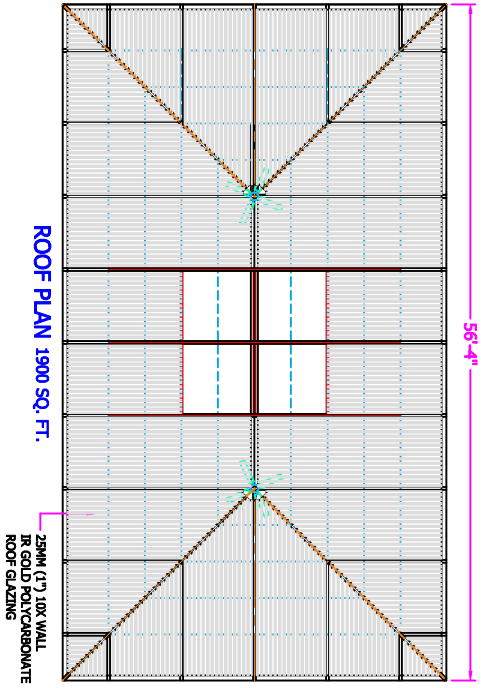 56'-4"
ROOF PLAN 1900 SQ. FT.
25MM (1") 10X WALL
IR GOLD POLYCARBONATE
ROOF GLAZING